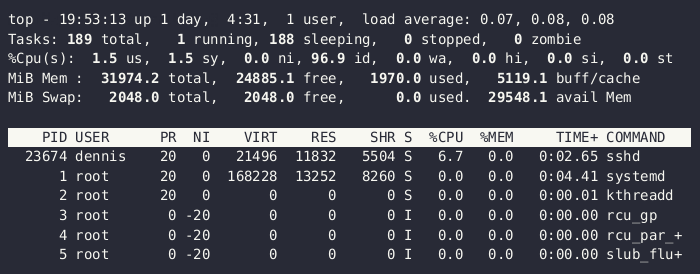 top - 19:53:13 up 1 day,  4:31,  1 user,  load average: 0.07, 0.08, 0.08
Tasks: 189 total,   1 running, 188 sleeping,   0 stopped,   0 zombie
%Cpu(s):  1.5 us,  1.5 sy,  0.0 ni, 96.9 id,  0.0 wa,  0.0 hi,  0.0 si,  0.0 st
MiB Mem :  31974.2 total,  24885.1 free,   1970.0 used,   5119.1 buff/cache
MiB Swap:   2048.0 total,   2048.0 free,      0.0 used.  29548.1 avail Mem
PID USER      PR  NI    VIRT    RES    SHR S  %CPU  %MEM     TIME+ COMMAND
23674 dennis    20   0   21496  11832   5504 S   6.7   0.0   0:02.65 sshd
1 root      20   0  168228  13252   8260 S   0.0   0.0   0:04.41 systemd
2 root      20   0       0      0      0 S   0.0   0.0   0:00.01 kthreadd
3 root       0 -20       0      0      0 I   0.0   0.0   0:00.00 rcu_gp
4 root       0 -20       0      0      0 I   0.0   0.0   0:00.00 rcu_par_+
5 root       0 -20       0      0      0 I   0.0   0.0   0:00.00 slub_flu+